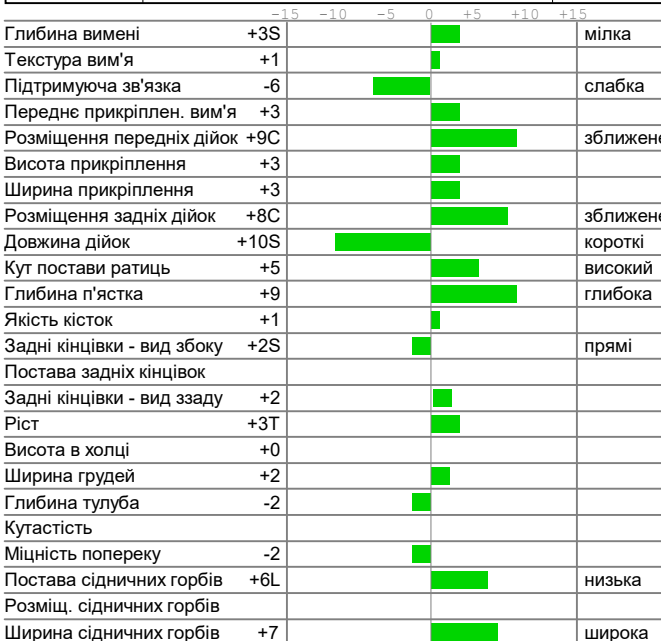 -15 -10 -5 0 +5 +10 +15
Глибина вимені +3S мілка
Текстура вим'я +1
Підтримуюча зв'язка -6 слабка
Переднє прикріплен. вим'я +3
Розміщення передніх дійок +9C зближене
Висота прикріплення +3
Ширина прикріплення +3
Розміщення задніх дійок +8C зближене
Довжина дійок +10S короткі
Кут постави ратиць +5 високий
Глибина п'ястка +9 глибока
Якість кісток +1
Задні кінцівки - вид збоку +2S прямі
Постава задніх кінцівок
Задні кінцівки - вид ззаду +2
Ріст +3T
Висота в холці +0
Ширина грудей +2
Глибина тулуба -2
Кутастість
Міцність попереку -2
Постава сідничних горбів +6L низька
Розміщ. сідничних горбів
Ширина сідничних горбів +7 широка